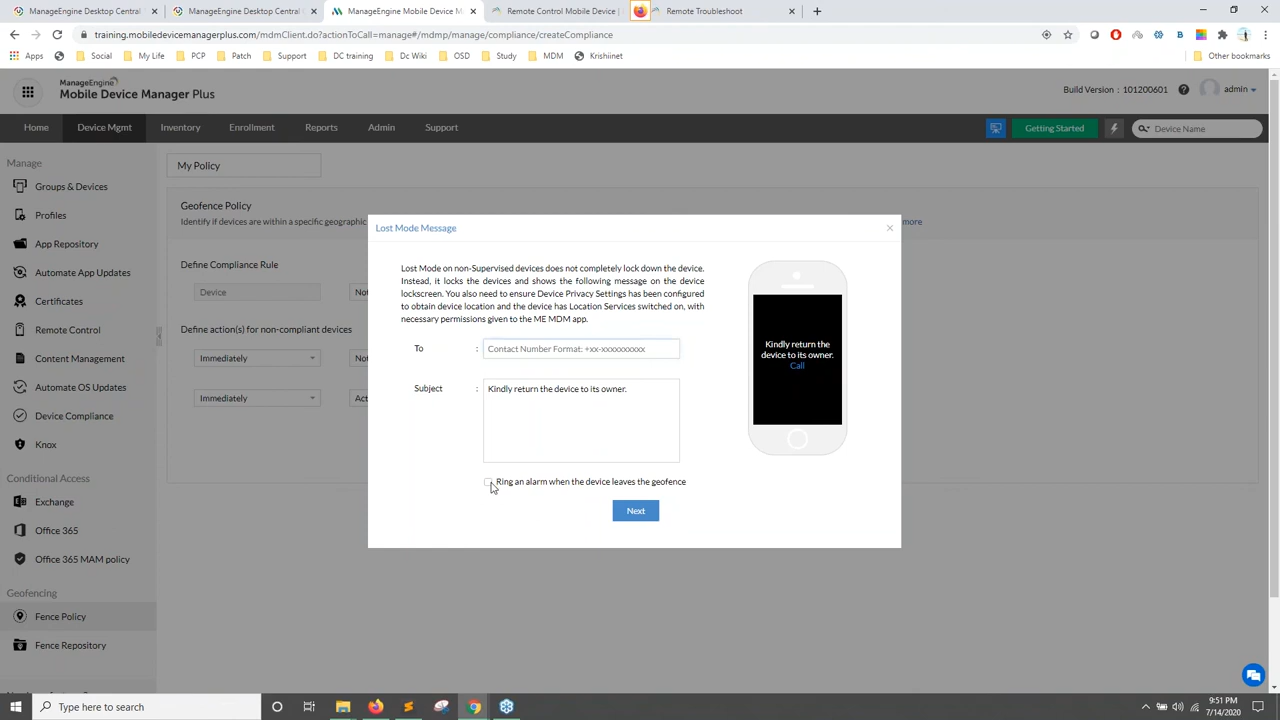 ManageEngine Desktop Central
ManageEngine Desktop Central
ManageEngine Mobile Device M
Remote Control Mobile Device |
Remote Troubleshoot
training.mobiledevicemanagerplus.com/mdmClient.do?actionToCall=manage#/mdmp/manage/compliance/createCompliance
Apps
Social
My Life
PCP
Patch
Support
DC training
Dc Wiki
OSD
Study
MDM
Krishiinet
Other bookmarks
ManageEngine
Mobile Device Manager Plus
Build Version : 101200601
admin
Home
Device Mgmt
Inventory
Enrollment
Reports
Admin
Support
Getting Started
Device Name
Manage
Groups & Devices
Profiles
App Repository
Automate App Updates
Certificates
Remote Control
Content Management
Automate OS Updates
Device Compliance
Knox
Conditional Access
Exchange
Office 365
Office 365 MAM policy
Geofencing
Fence Policy
Fence Repository
My Policy
Geofence Policy
Identify if devices are within a specific geographic
more
Define Compliance Rule
Device
Not
Define action(s) for non-compliant devices
Immediately
Not
Immediately
Act
Lost Mode Message
Lost Mode on non-Supervised devices does not completely lock down the device.
Instead, it locks the devices and shows the following message on the device
lockscreen. You also need to ensure Device Privacy Settings has been configured
to obtain device location and the device has Location Services switched on, with
necessary permissions given to the ME MDM app.
To :
Contact Number Format: +xx-xxxxxxxxxx
Subject :
Kindly return the device to its owner.
Ring an alarm when the device leaves the geofence
Next
Kindly return the
device to its owner.
Call
Type here to search
9:51 PM
7/14/2020